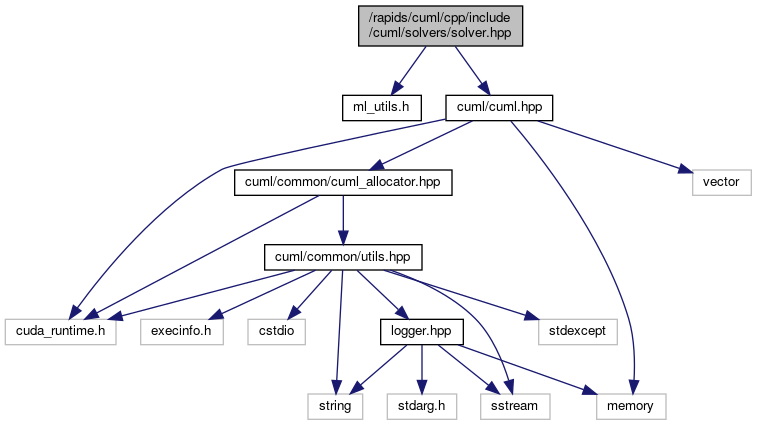 /rapids/cuml/cpp/include
/cuml/solvers/solver.hpp
ml_utils.h
cuml/cuml.hpp
cuml/common/cuml_allocator.hpp
vector
cuml/common/utils.hpp
cuda_runtime.h
execinfo.h
cstdio
logger.hpp
stdexcept
string
stdarg.h
sstream
memory